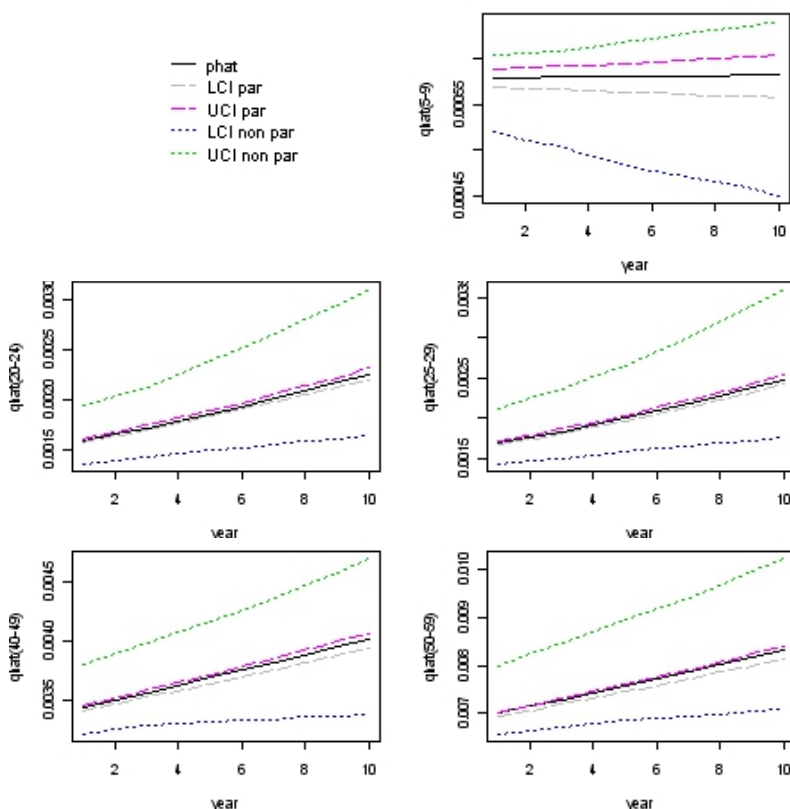 phat
LCI par
UCI par
LCI non par
UCI non par
qhat(5-9)
0.00045
0.00055
2 4 6 8 10
year
qhat(20-24)
0.0015
0.0020
0.0025
0.0030
2 4 6 8 10
year
qhat(25-29)
0.0015
0.0025
0.0035
2 4 6 8 10
year
qhat(40-49)
0.0035
0.0040
0.0045
2 4 6 8 10
year
qhat(50-59)
0.007
0.008
0.009
0.010
2 4 6 8 10
year